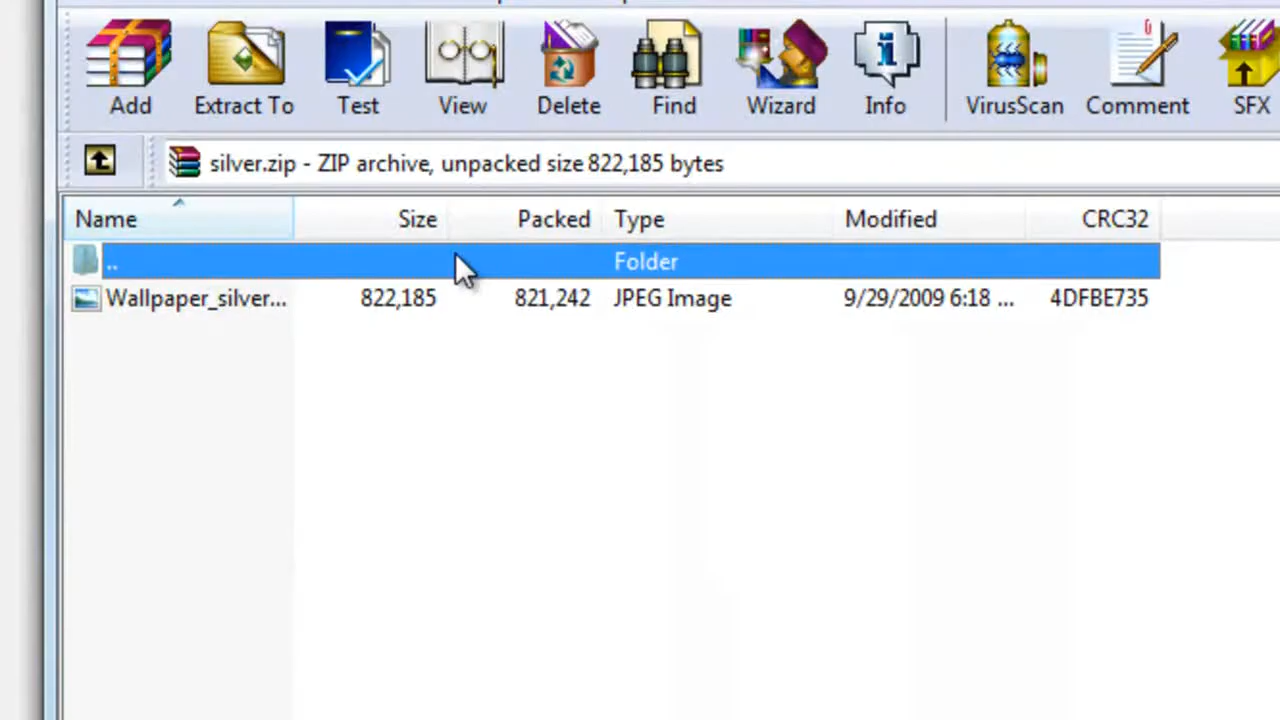 Add Extract To Test View Delete Find Wizard Info VirusScan Comment SFX
silver.zip - ZIP archive, unpacked size 822,185 bytes
Name Size Packed Type Modified CRC32
.. Folder
Wallpaper_silver... 822,185 821,242 JPEG Image 9/29/2009 6:18 ... 4DFBE735